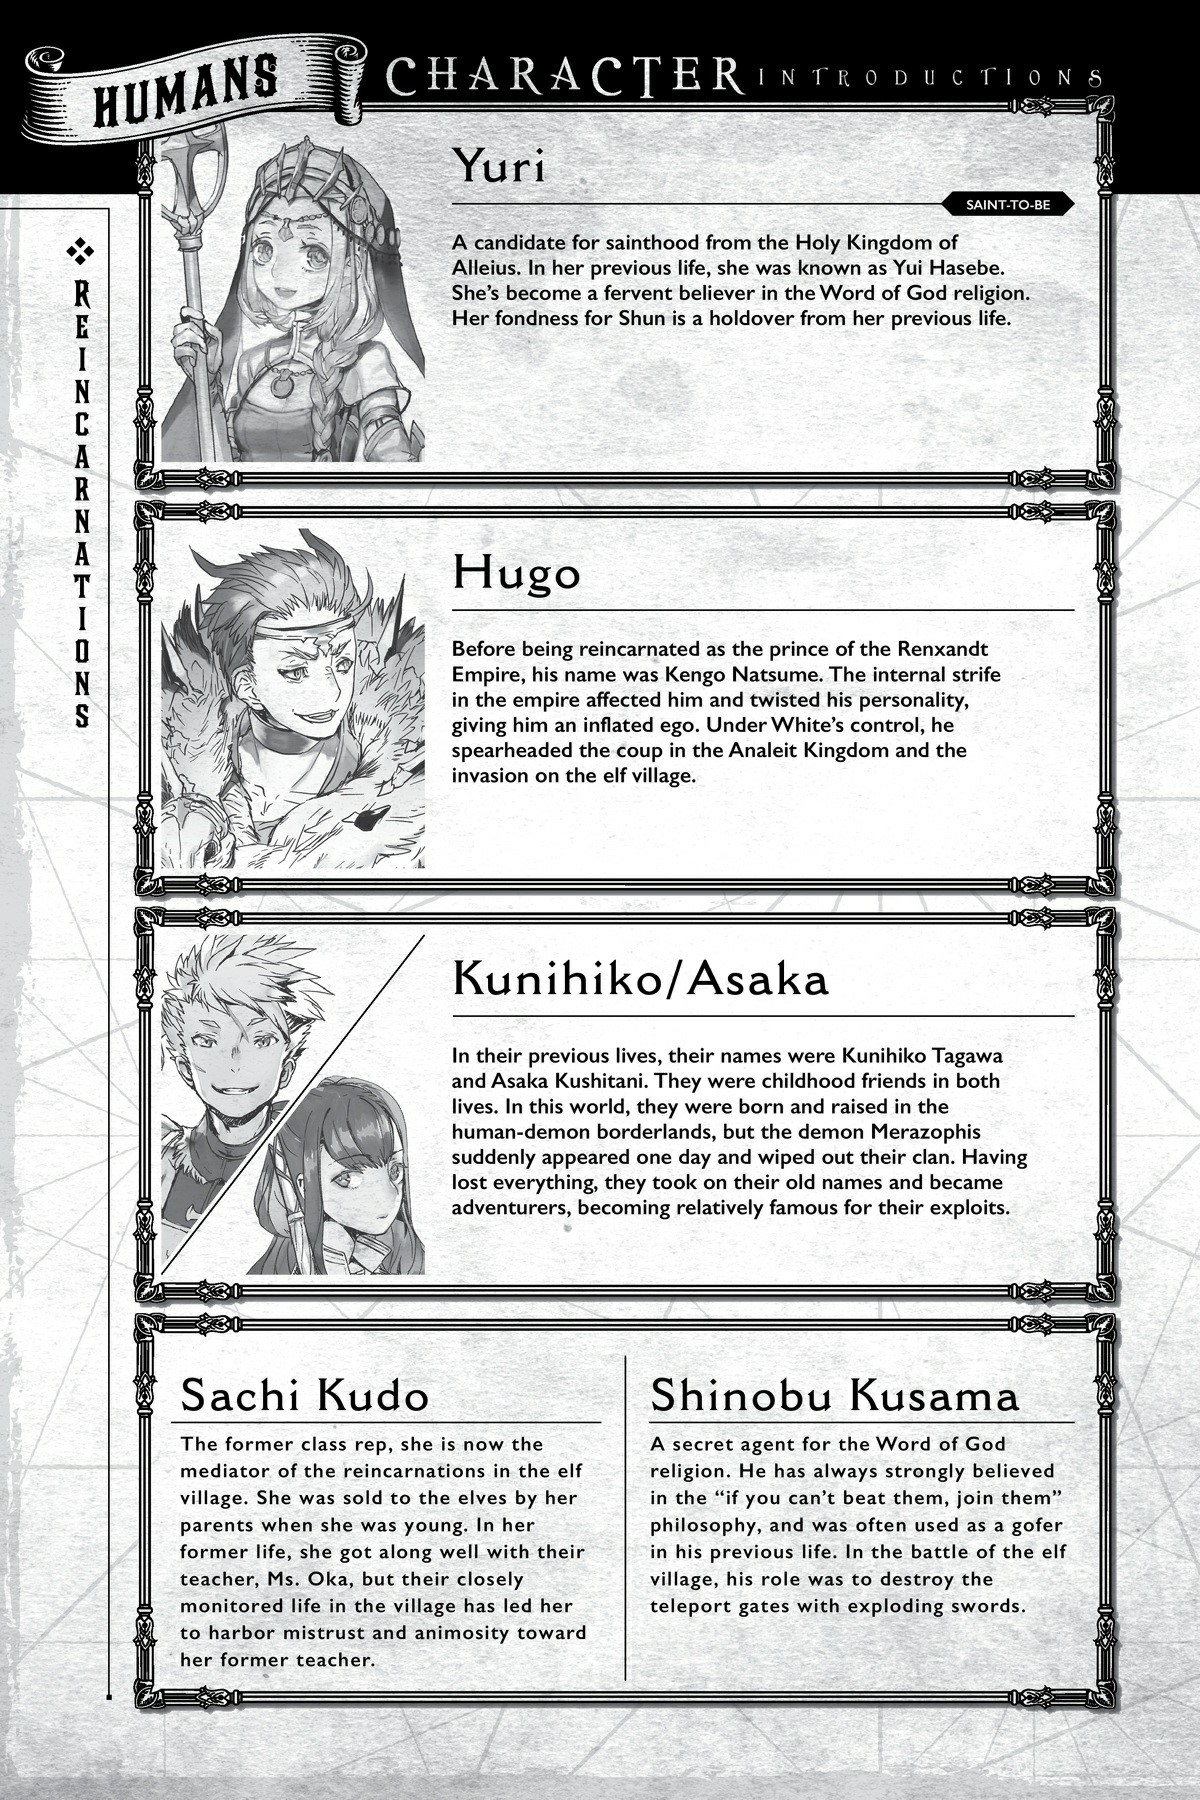 HUMANS
CHARACTER INTRODUCTIONS
REINCARNATIONS
Yuri
SAINT-TO-BE
A candidate for sainthood from the Holy Kingdom of
Alleius. In her previous life, she was known as Yui Hasebe.
She's become a fervent believer in the Word of God religion.
Her fondness for Shun is a holdover from her previous life.
Hugo
Before being reincarnated as the prince of the Renxandt
Empire, his name was Kengo Natsume. The internal strife
in the empire affected him and twisted his personality,
giving him an inflated ego. Under White's control, he
spearheaded the coup in the Analeit Kingdom and the
invasion on the elf village.
Kunihiko/Asaka
In their previous lives, their names were Kunihiko Tagawa
and Asaka Kushitani. They were childhood friends in both
lives. In this world, they were born and raised in the
human-demon borderlands, but the demon Merazophis
suddenly appeared one day and wiped out their clan. Having
lost everything, they took on their old names and became
adventurers, becoming relatively famous for their exploits.
Sachi Kudo
The former class rep, she is now the
mediator of the reincarnations in the elf
village. She was sold to the elves by her
parents when she was young. In her
former life, she got along well with their
teacher, Ms. Oka, but their closely
monitored life in the village has led her
to harbor mistrust and animosity toward
her former teacher.
Shinobu Kusama
A secret agent for the Word of God
religion. He has always strongly believed
in the “if you can't beat them, join them”
philosophy, and was often used as a gofer
in his previous life. In the battle of the elf
village, his role was to destroy the
teleport gates with exploding swords.